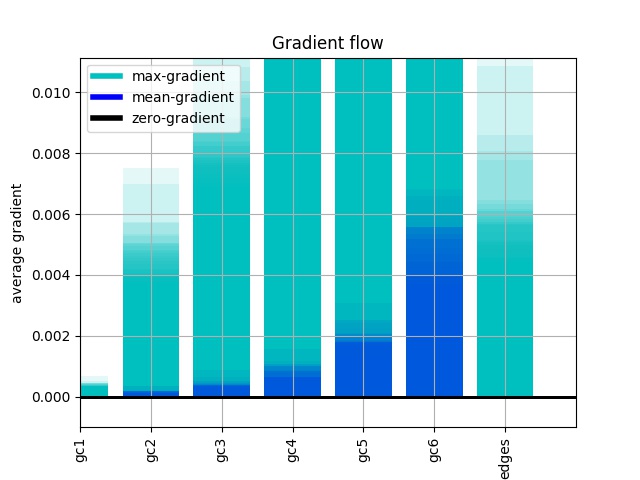 Gradient flow
max-gradient
mean-gradient
zero-gradient
average gradient
0.010
0.008
0.006
0.004
0.002
0.000
gc1
gc2
gc3
gc4
gc5
gc6
edges